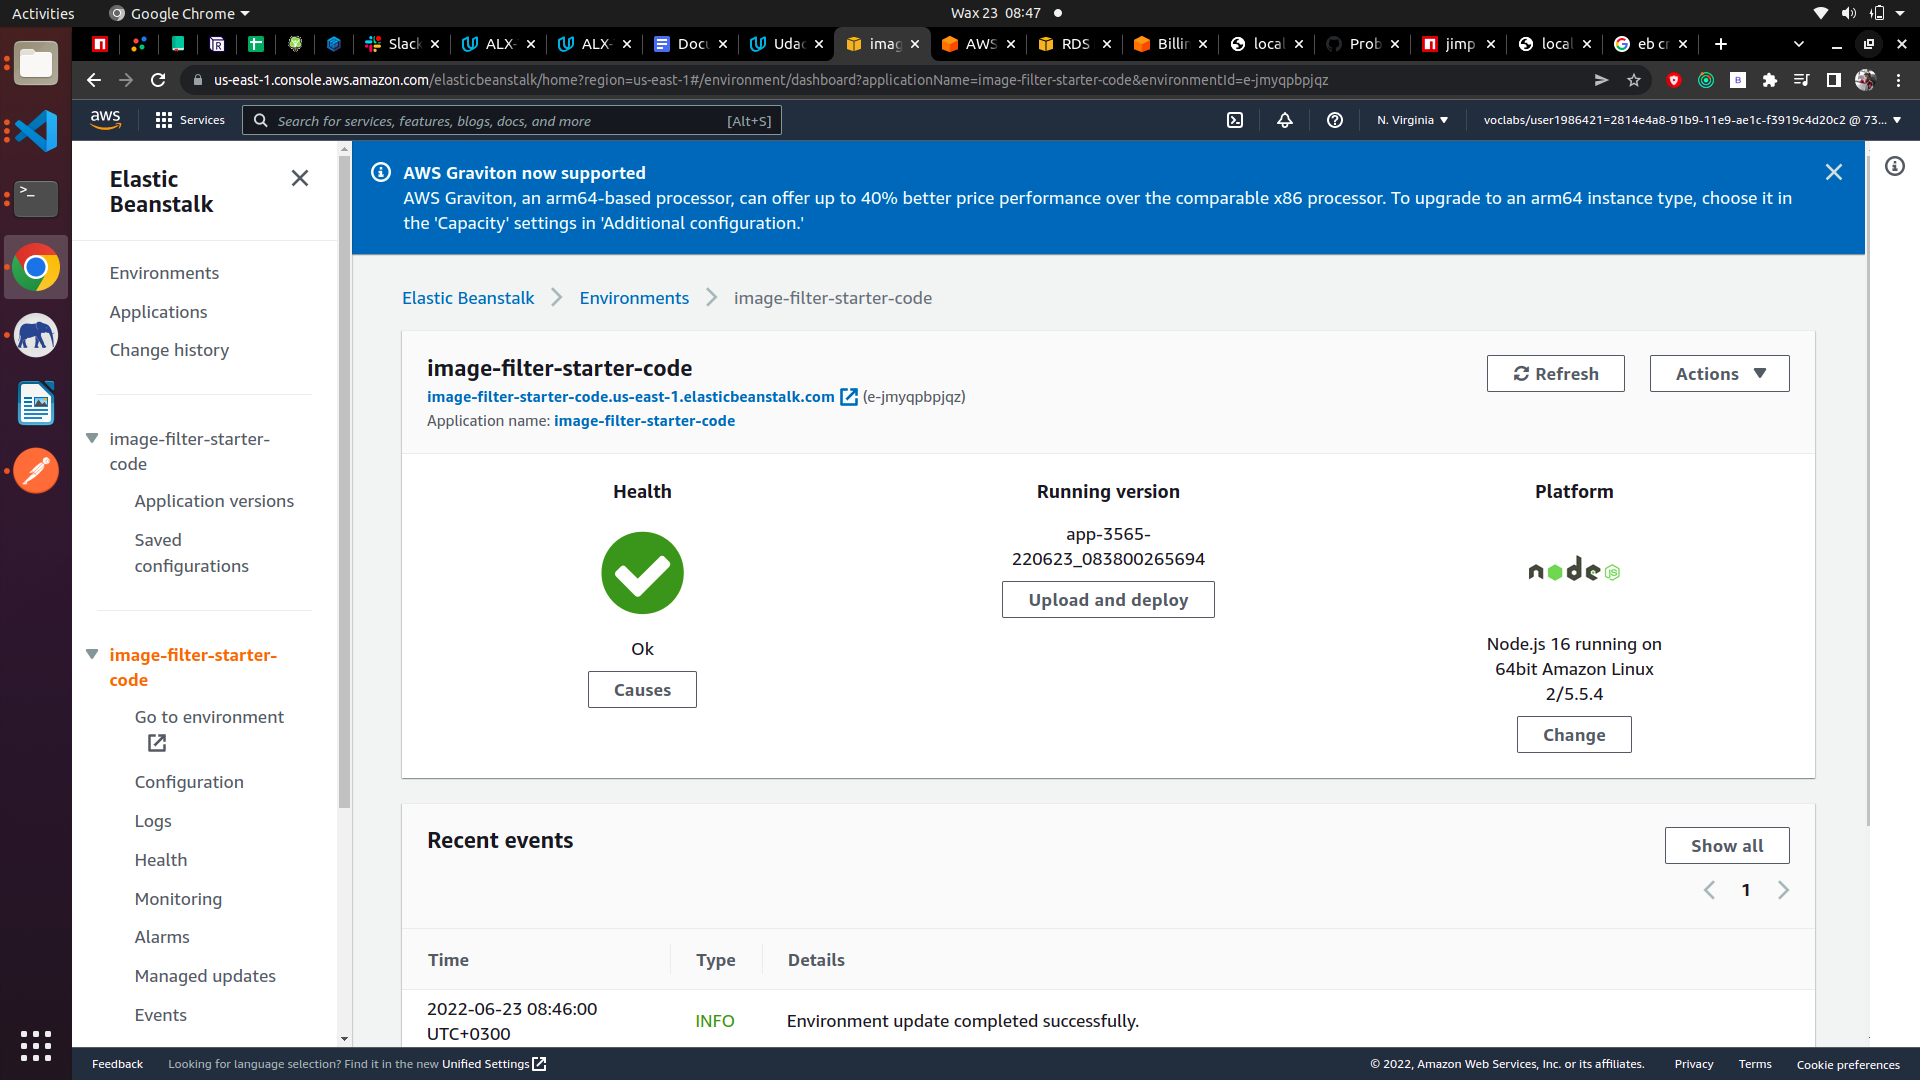 Activities
Google Chrome
Wax 23 08:47
Slack
ALX-
ALX-
Docu
Udac
imag
AWS
RDS
Billin
local
Prob
jimp
local
eb cr
us-east-1.console.aws.amazon.com/elasticbeanstalk/home?region=us-east-1#/environment/dashboard?applicationName=image-filter-starter-code&environmentId=e-jmyqpbpjqz
aws
Services
Search for services, features, blogs, docs, and more
[Alt+S]
N. Virginia
voclabs/user1986421=2814e4a8-91b9-11e9-ae1c-f3919c4d20c2 @ 73...
Elastic
Beanstalk
Environments
Applications
Change history
image-filter-starter-
code
Application versions
Saved
configurations
image-filter-starter-
code
Go to environment
Configuration
Logs
Health
Monitoring
Alarms
Managed updates
Events
AWS Graviton now supported
AWS Graviton, an arm64-based processor, can offer up to 40% better price performance over the comparable x86 processor. To upgrade to an arm64 instance type, choose it in
the 'Capacity' settings in 'Additional configuration.'
Elastic Beanstalk
Environments
image-filter-starter-code
image-filter-starter-code
image-filter-starter-code.us-east-1.elasticbeanstalk.com (e-jmyqpbpjqz)
Application name: image-filter-starter-code
Refresh
Actions
Health
Ok
Causes
Running version
app-3565-
220623_083800265694
Upload and deploy
Platform
node JS
Node.js 16 running on
64bit Amazon Linux
2/5.5.4
Change
Recent events
Show all
1
Time
Type
Details
2022-06-23 08:46:00
UTC+0300
INFO
Environment update completed successfully.
Feedback
Looking for language selection? Find it in the new Unified Settings
© 2022, Amazon Web Services, Inc. or its affiliates.
Privacy
Terms
Cookie preferences